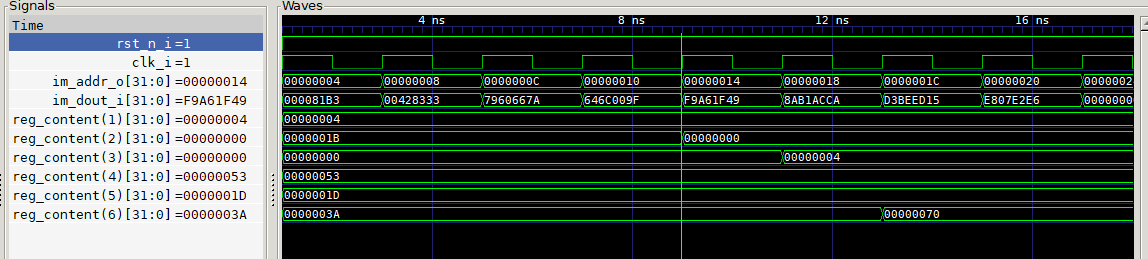 Signals
Waves
Time
4 ns 8 ns 12 ns 16 ns
rst_n_i=1
clk_i=1
im_addr_o[31:0]=00000014 00000004 00000008 0000000C 00000010 00000014 00000018 0000001C 00000020 0000002
im_dout_i[31:0]=F9A61F49 000081B3 00428333 7960667A 646C009F F9A61F49 8AB1ACCA D3BEED15 E807E2E6 0000000
reg_content(1)[31:0]=00000004 00000004
reg_content(2)[31:0]=00000000 0000001B 00000000
reg_content(3)[31:0]=00000000 00000000 00000004
reg_content(4)[31:0]=00000053 00000053
reg_content(5)[31:0]=0000001D 0000001D
reg_content(6)[31:0]=0000003A 0000003A 00000070